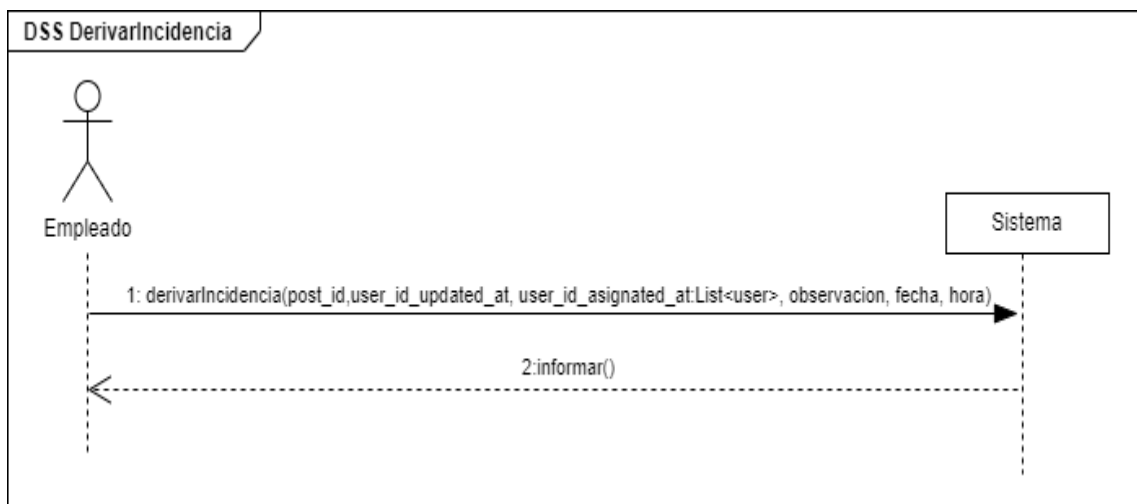 DSS DerivarIncidencia
Empleado
Sistema
1: derivarIncidencia(post_id,user_id_updated_at, user_id_asignated_at:List<user>, observacion, fecha, hora)
2:informar()